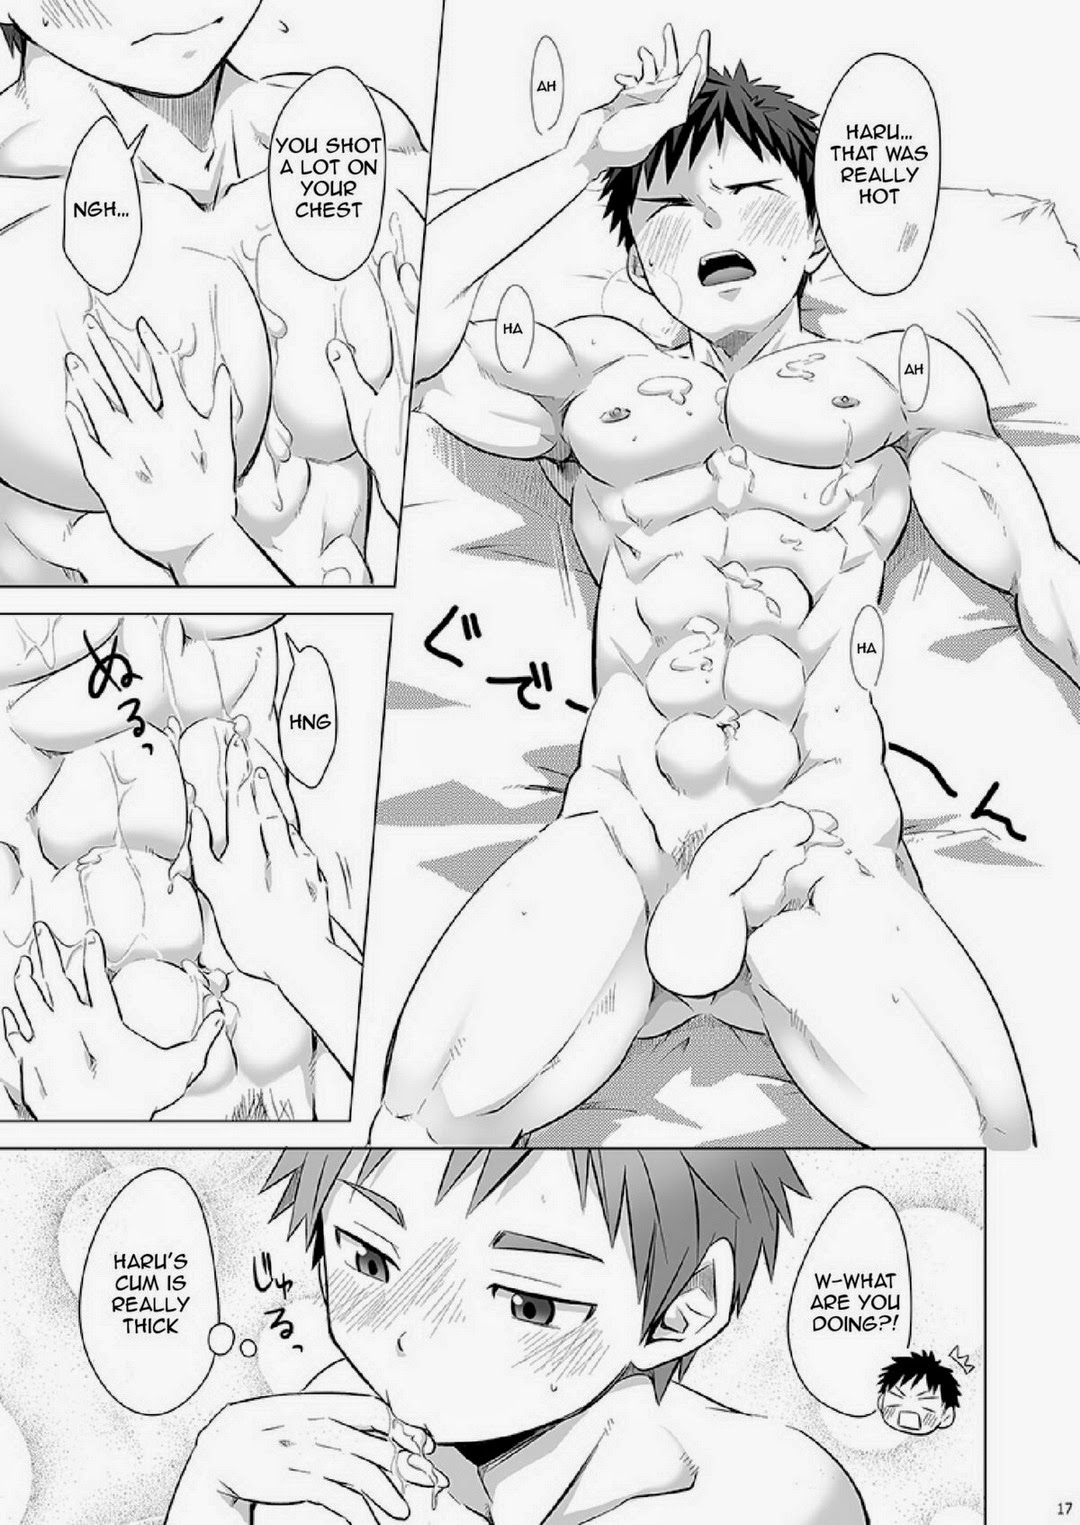 HARU...
THAT WAS
REALLY
HOT
AH
HA
AH
HA
ぐでーん
YOU SHOT
A LOT ON
YOUR
CHEST
NGH...
HNG
ぬるっ
W-WHAT
ARE YOU
DOING?!
じゅる
HARU'S
CUM IS
REALLY
THICK
17